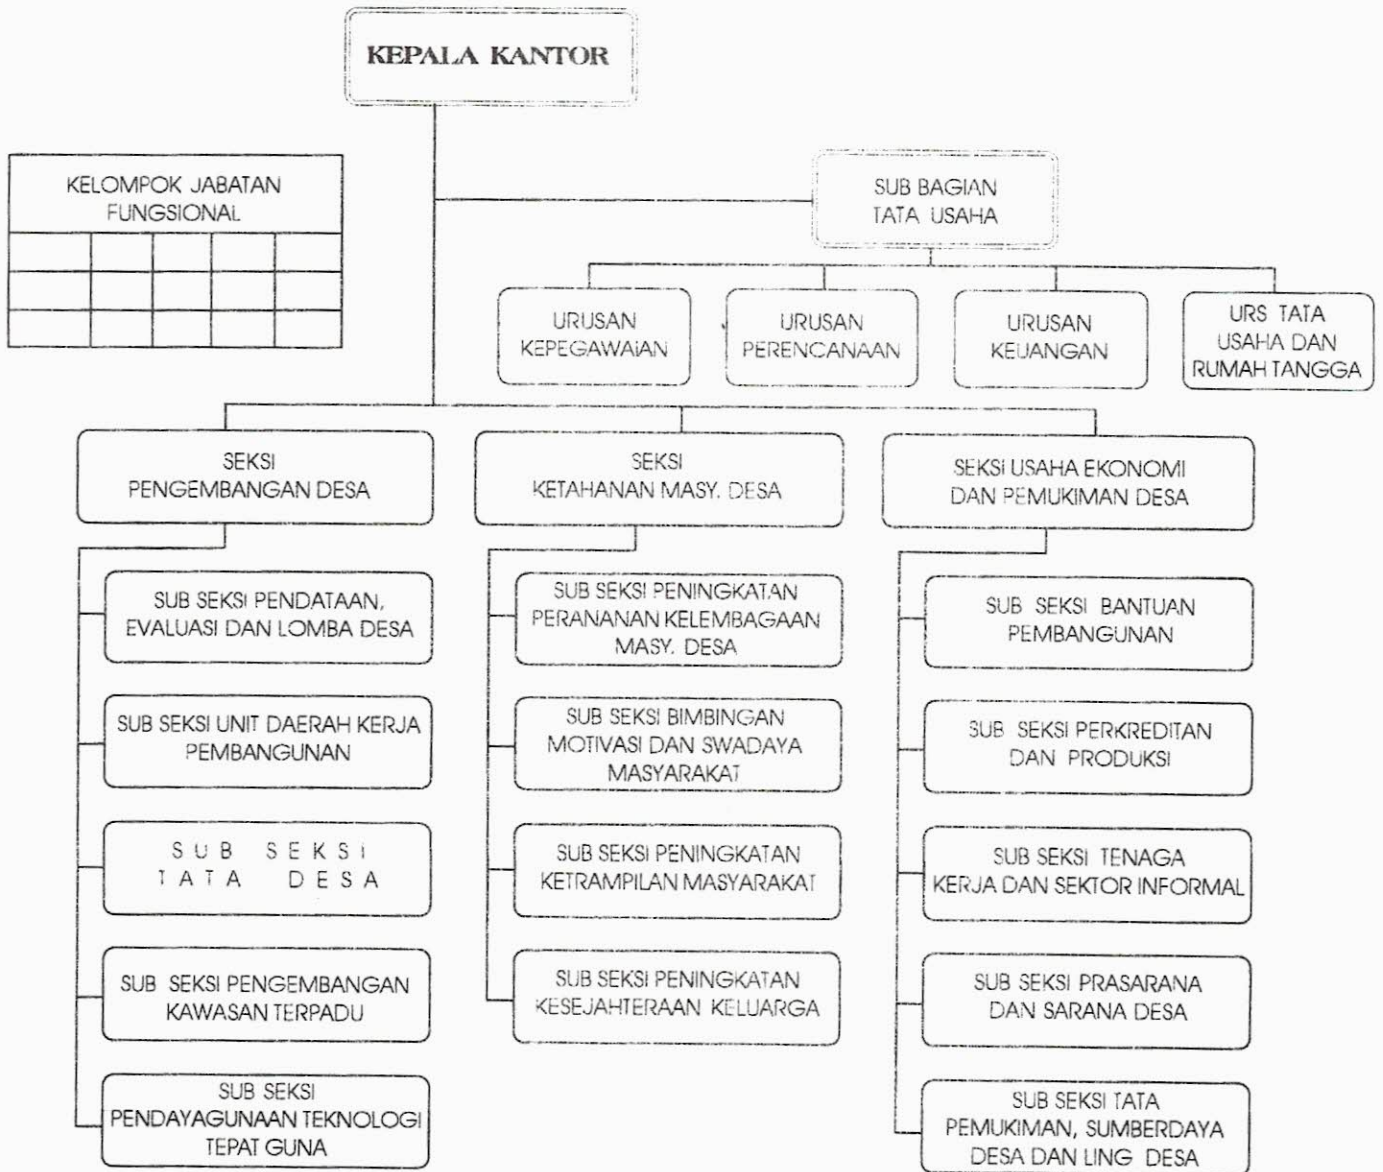 KEPALA KANTOR
KELOMPOK JABATAN
FUNGSIONAL
SUB BAGIAN
TATA USAHA
URUSAN
KEPEGAWAIAN
URUSAN
PERENCANAAN
URUSAN
KEUANGAN
URS TATA
USAHA DAN
RUMAH TANGGA
SEKSI
PENGEMBANGAN DESA
SUB SEKSI PENDATAAN,
EVALUASI DAN LOMBA DESA
SUB SEKSI UNIT DAERAH KERJA
PEMBANGUNAN
SUB SEKSI
TATA DESA
SUB SEKSI PENGEMBANGAN
KAWASAN TERPADU
SUB SEKSI
PENDAYAGUNAAN TEKNOLOGI
TEPAT GUNA
SEKSI
KETAHANAN MASY. DESA
SUB SEKSI PENINGKATAN
PERANANAN KELEMBAGAAN
MASY. DESA
SUB SEKSI BIMBINGAN
MOTIVASI DAN SWADAYA
MASYARAKAT
SUB SEKSI PENINGKATAN
KETRAMPILAN MASYARAKAT
SUB SEKSI PENINGKATAN
KESEJAHTERAAN KELUARGA
SEKSI USAHA EKONOMI
DAN PEMUKIMAN DESA
SUB SEKSI BANTUAN
PEMBANGUNAN
SUB SEKSI PERKREDITAN
DAN PRODUKSI
SUB SEKSI TENAGA
KERJA DAN SEKTOR INFORMAL
SUB SEKSI PRASARANA
DAN SARANA DESA
SUB SEKSI TATA
PEMUKIMAN, SUMBERDAYA
DESA DAN LING DESA